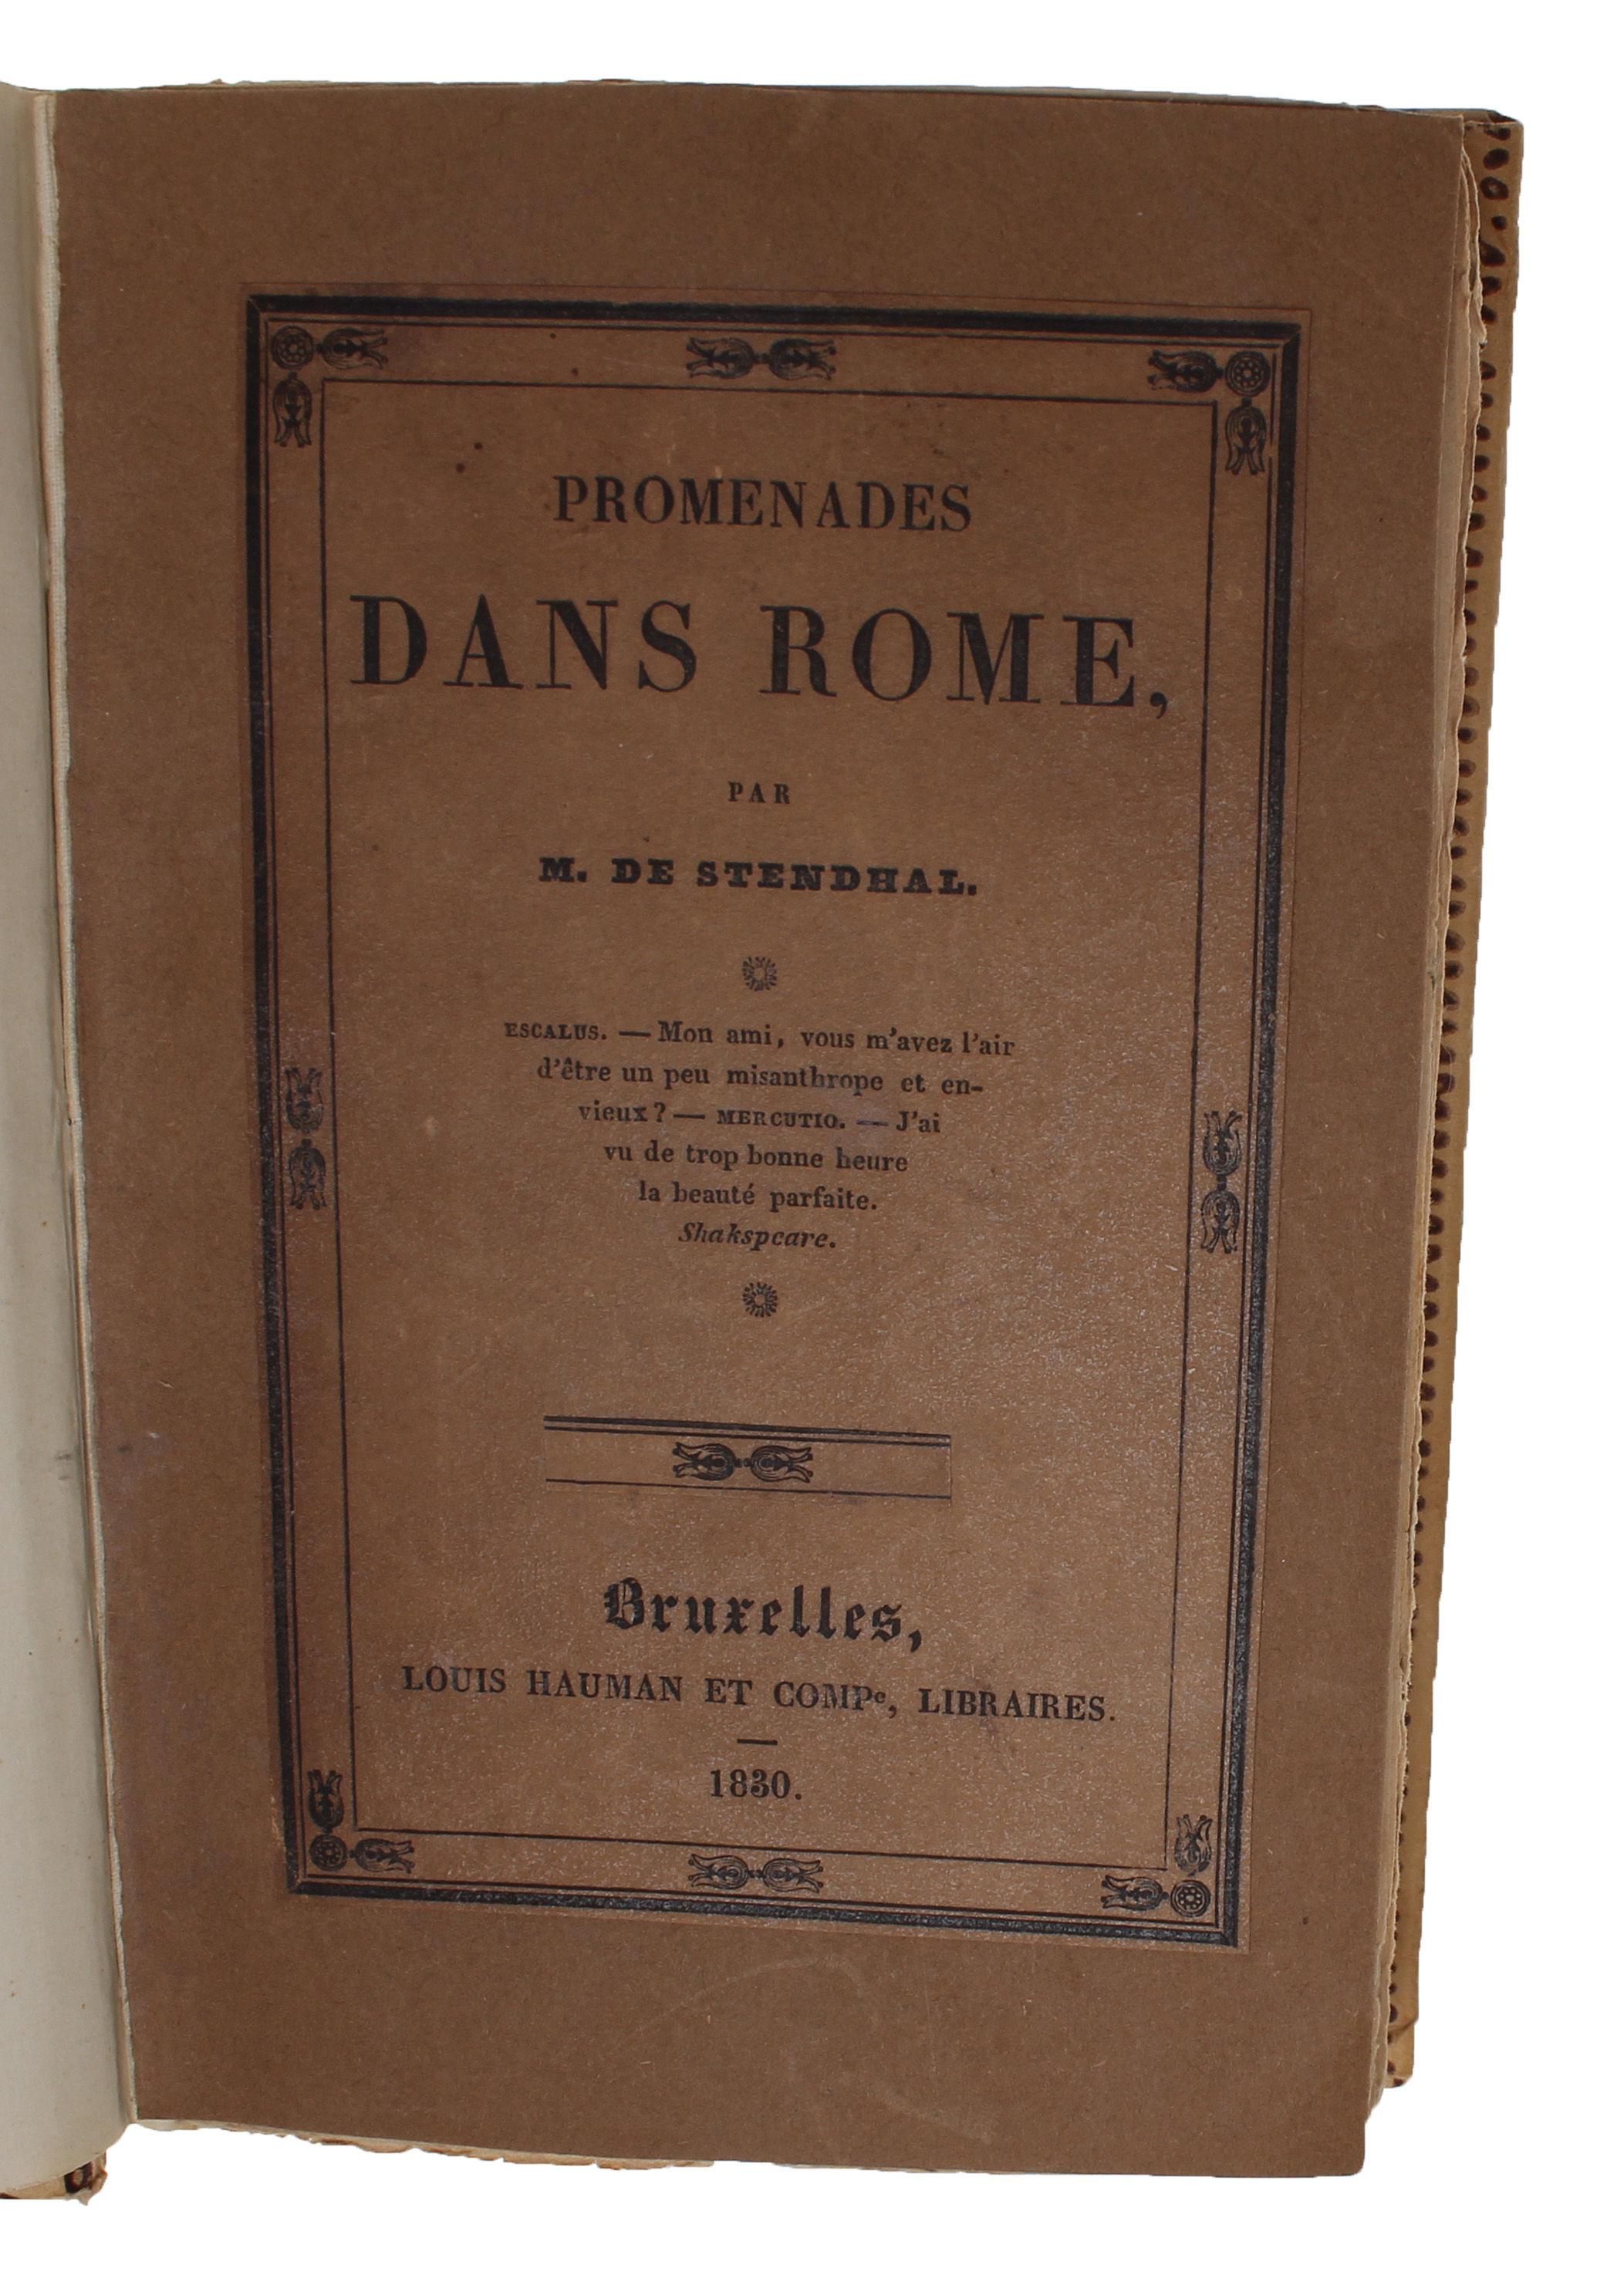 PROMENADES
DANS ROME,
PAR
M. DE STENDHAL.
ESCALUS. — Mon ami, vous m'avez l'air
d'être un peu misanthrope et en-
vieux ? — MERCUTIO. — J'ai
vu de trop bonne heure
la beauté parfaite.
Shakspeare.
Bruxelles,
LOUIS HAUMAN ET COMPe, LIBRAIRES.
1830.